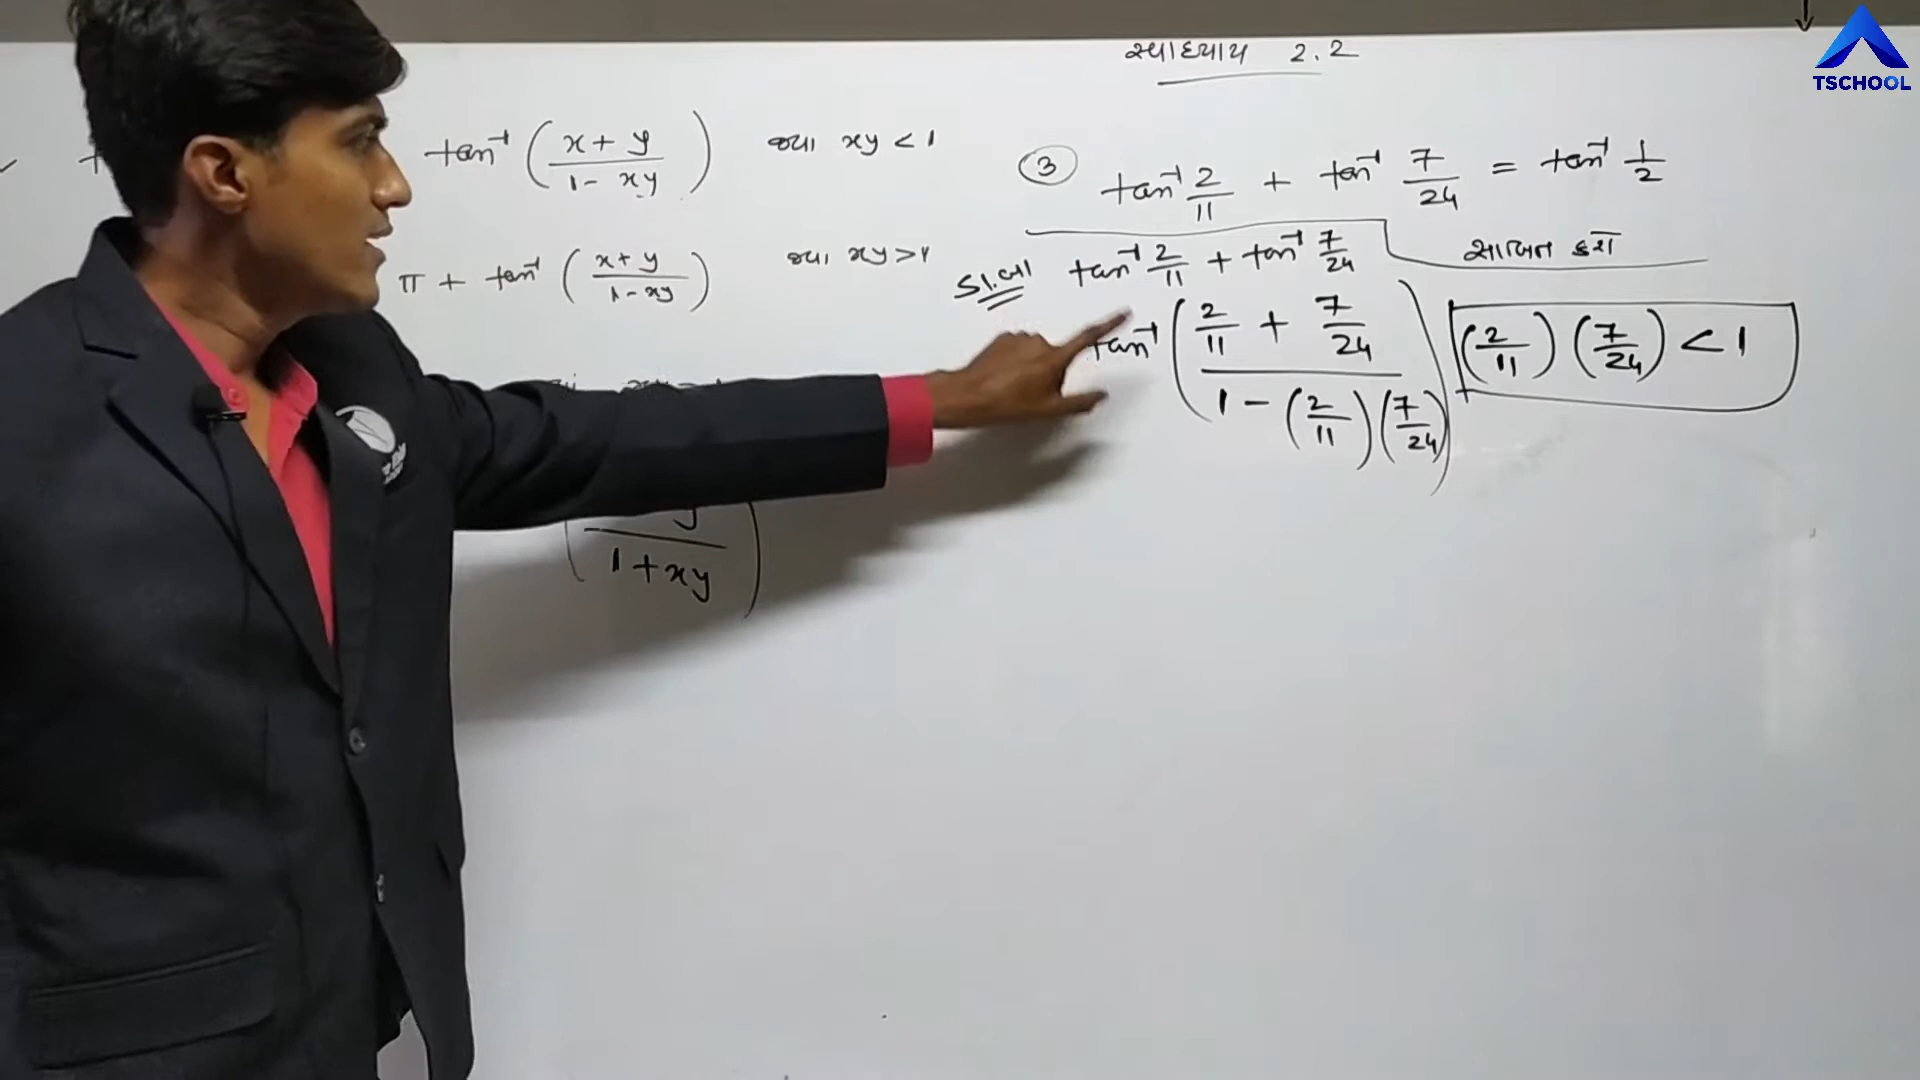 સ્વાધ્યાય 2.2
tan⁻¹ (x + y / 1 - xy) જ્યાં xy < 1
π + tan⁻¹ (x + y / 1 - xy) જ્યાં xy > 1
1 + xy
③ tan⁻¹ 2/11 + tan⁻¹ 7/24 = tan⁻¹ 1/2
સાબિત કરો
ડા.બા tan⁻¹ 2/11 + tan⁻¹ 7/24
tan⁻¹ (2/11 + 7/24 / 1 - (2/11)(7/24))
(2/11)(7/24) < 1
TSCHOOL